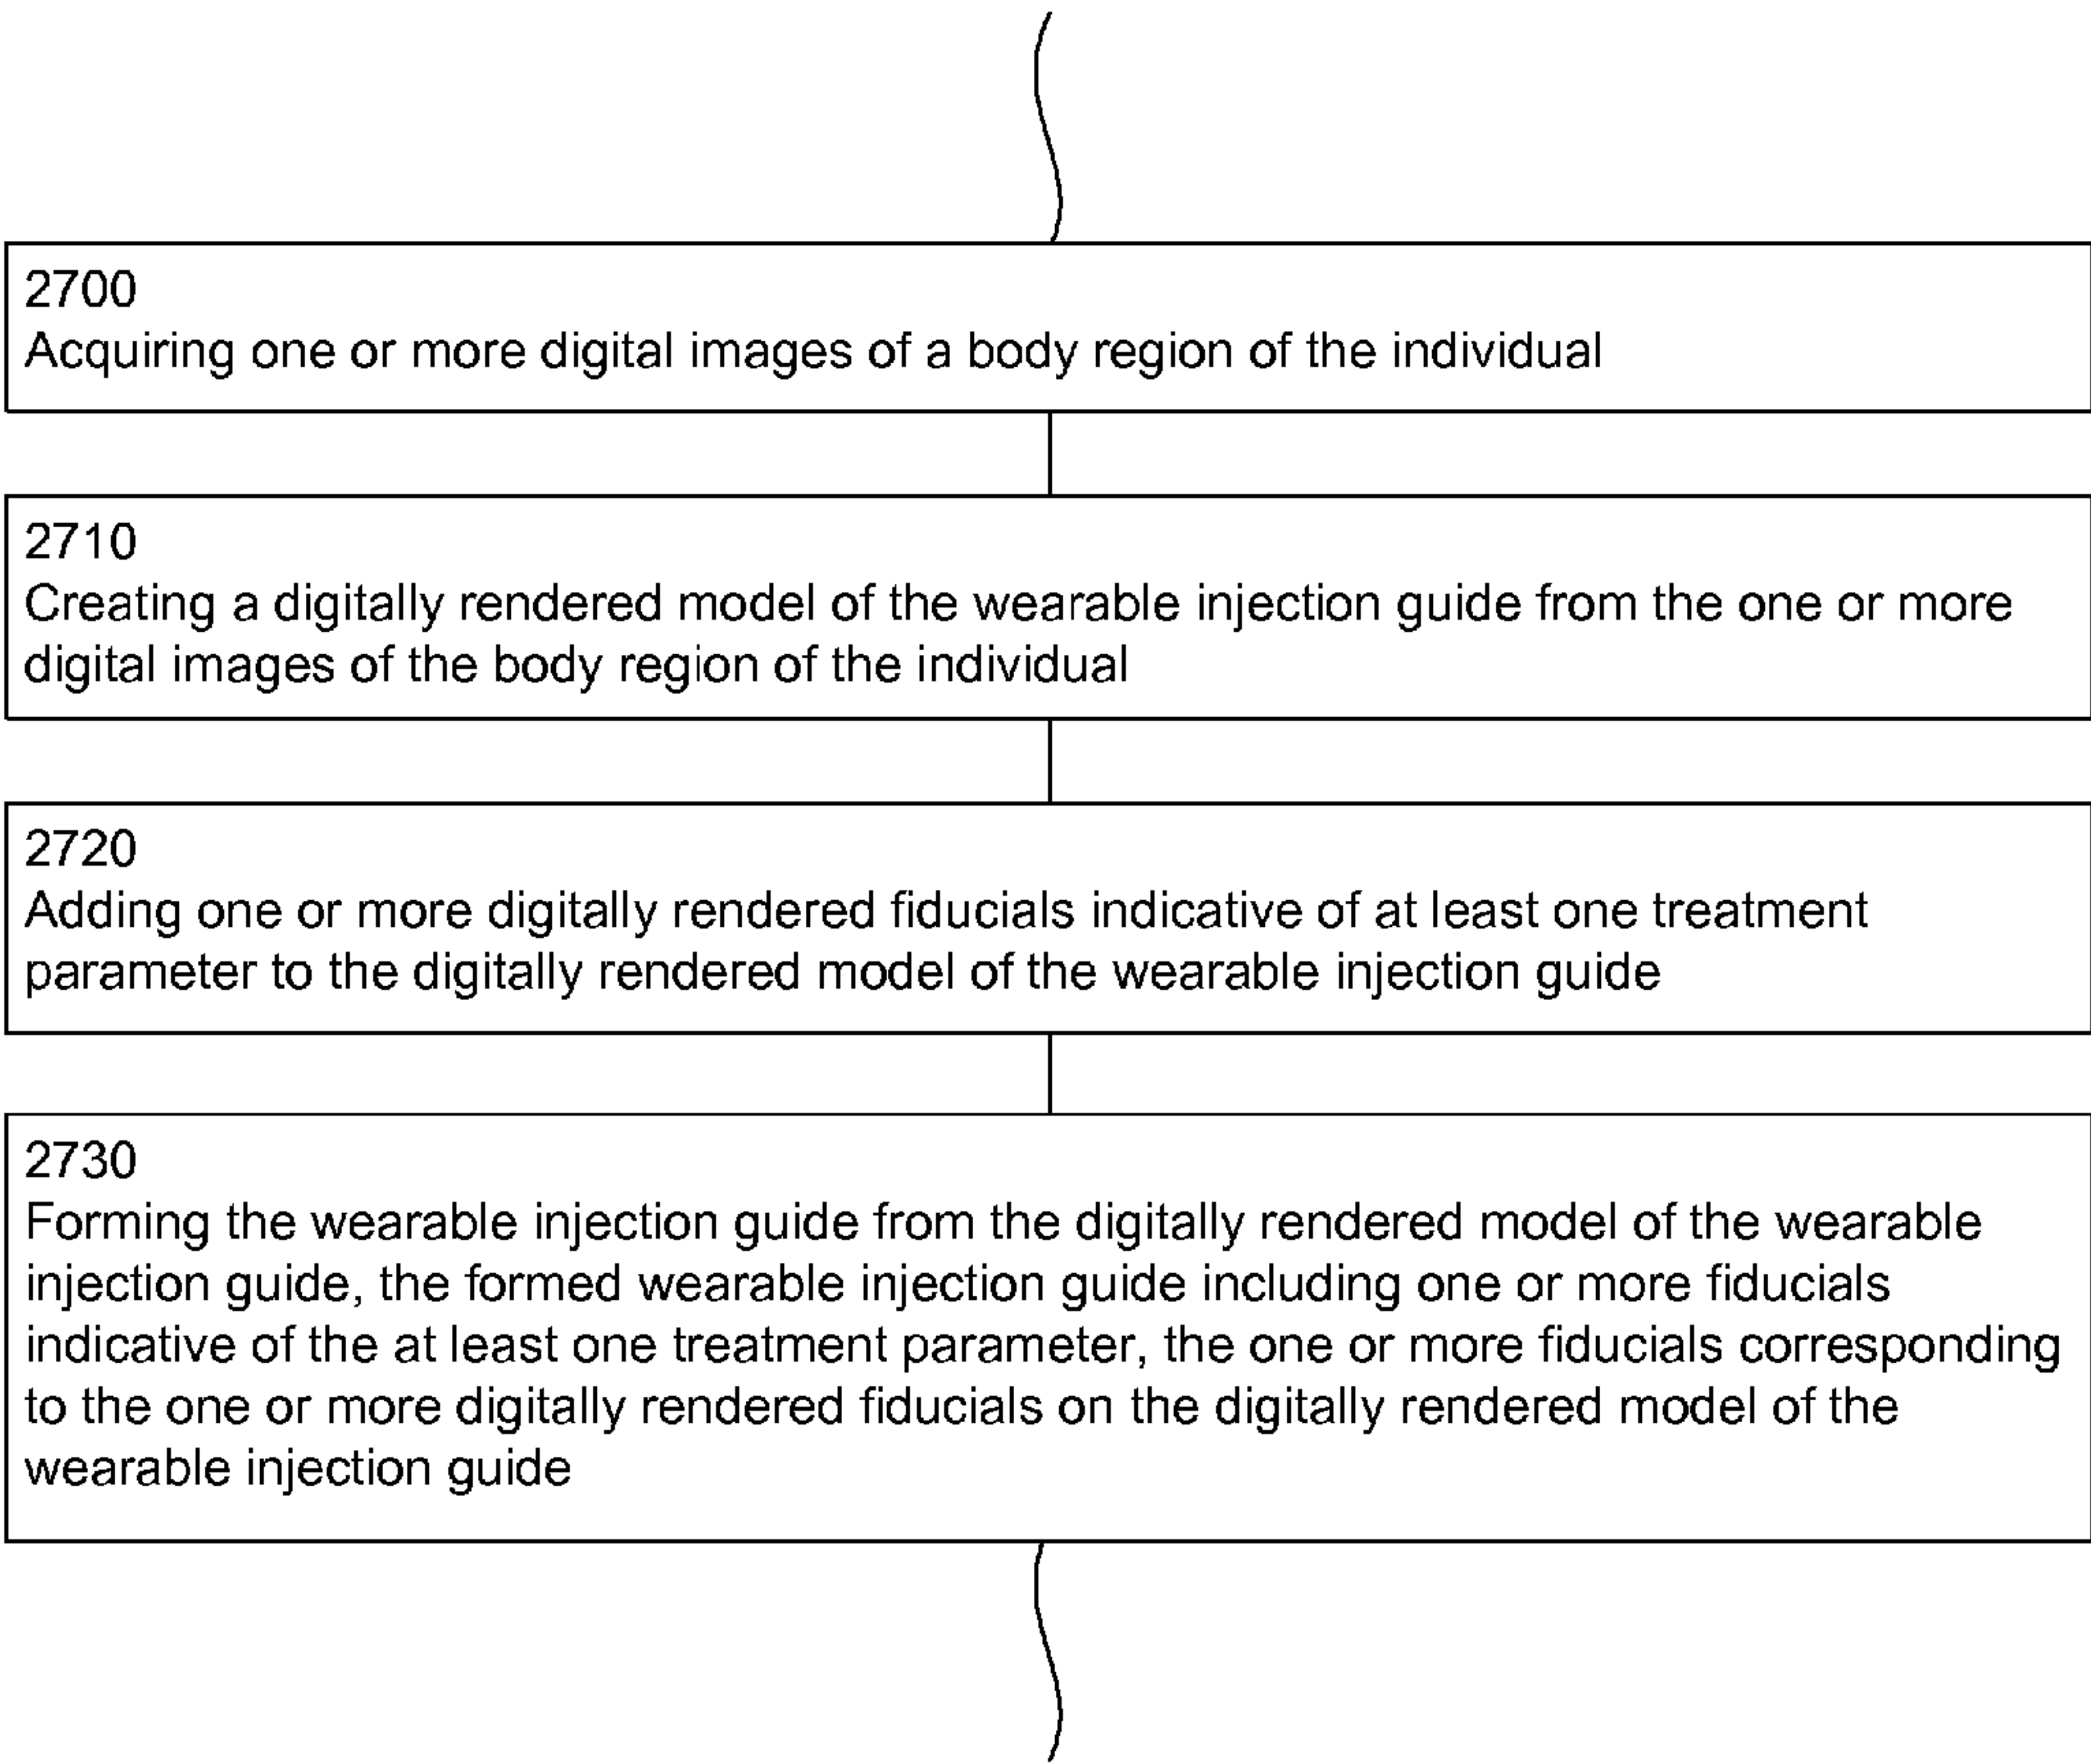 2700
Acquiring one or more digital images of a body region of the individual
2710
Creating a digitally rendered model of the wearable injection guide from the one or more
digital images of the body region of the individual
2720
Adding one or more digitally rendered fiducials indicative of at least one treatment
parameter to the digitally rendered model of the wearable injection guide
2730
Forming the wearable injection guide from the digitally rendered model of the wearable
injection guide, the formed wearable injection guide including one or more fiducials
indicative of the at least one treatment parameter, the one or more fiducials corresponding
to the one or more digitally rendered fiducials on the digitally rendered model of the
wearable injection guide